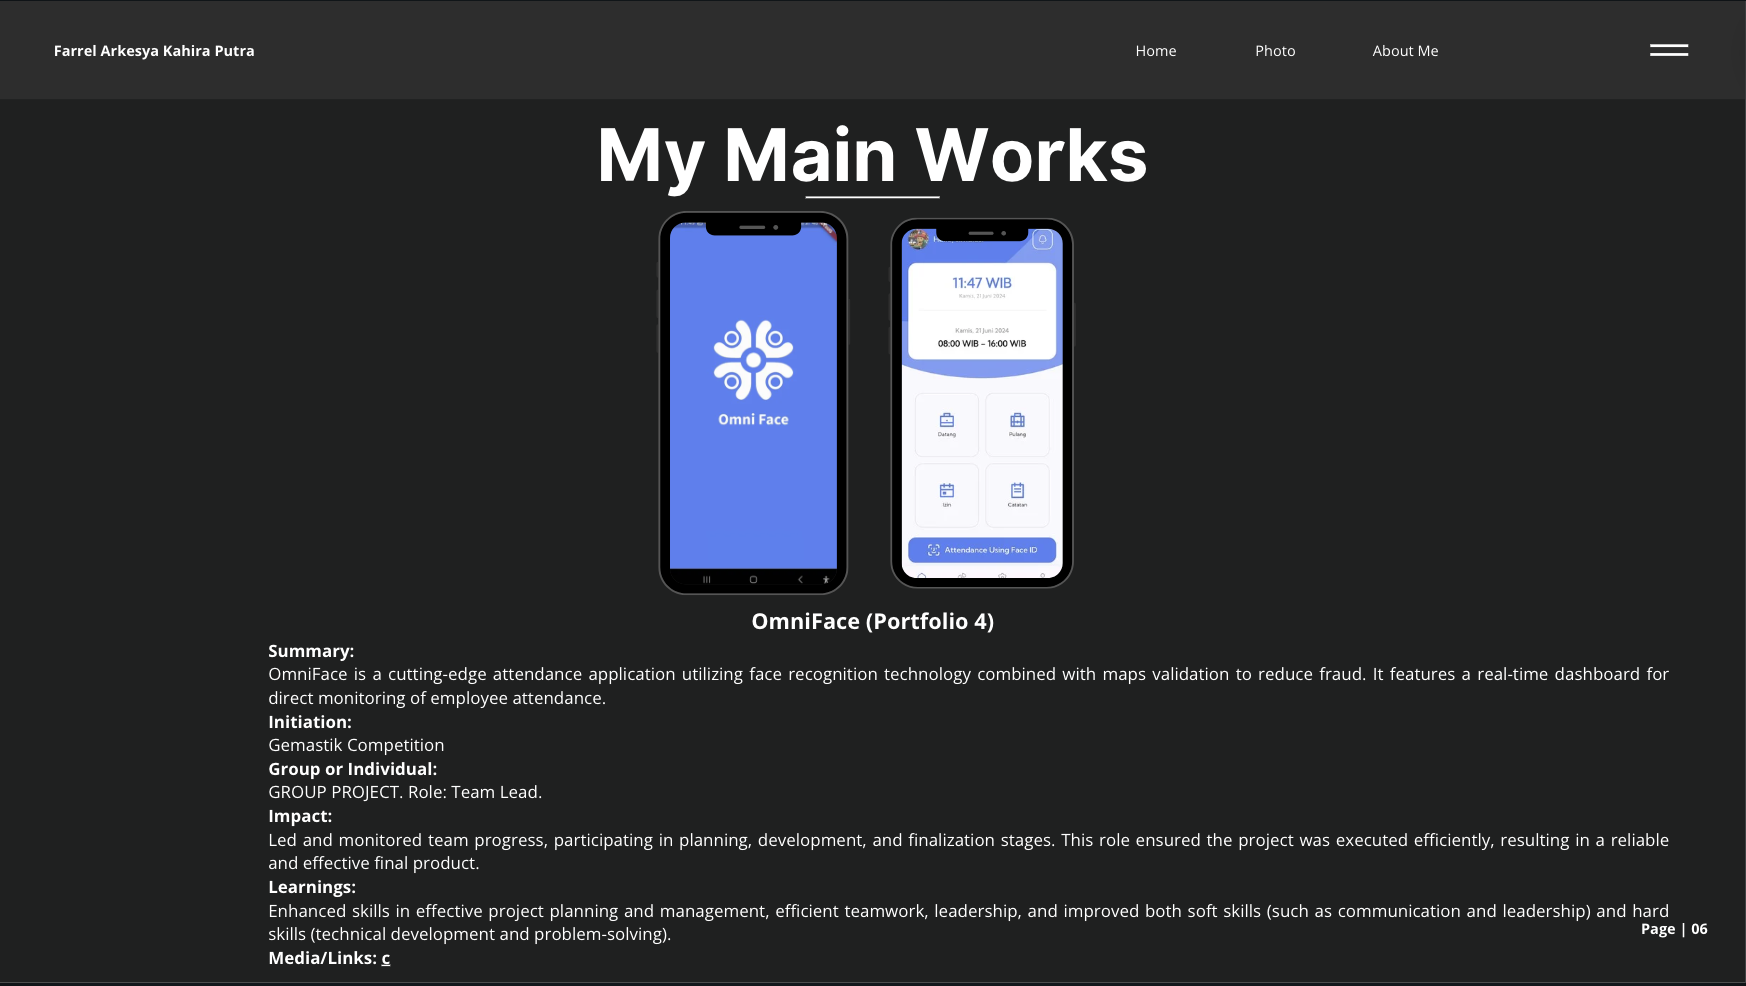 Farrel Arkesya Kahira Putra
Home
Photo
About Me
My Main Works
Omni Face
11:47 WIB
Kamis, 21 Juni 2024
Kamis, 21 Juni 2024
08:00 WIB - 16:00 WIB
Datang
Pulang
Izin
Catatan
Attendance Using Face ID
OmniFace (Portfolio 4)
Summary:
OmniFace is a cutting-edge attendance application utilizing face recognition technology combined with maps validation to reduce fraud. It features a real-time dashboard for
direct monitoring of employee attendance.
Initiation:
Gemastik Competition
Group or Individual:
GROUP PROJECT. Role: Team Lead.
Impact:
Led and monitored team progress, participating in planning, development, and finalization stages. This role ensured the project was executed efficiently, resulting in a reliable
and effective final product.
Learnings:
Enhanced skills in effective project planning and management, efficient teamwork, leadership, and improved both soft skills (such as communication and leadership) and hard
skills (technical development and problem-solving).
Media/Links: c
Page | 06